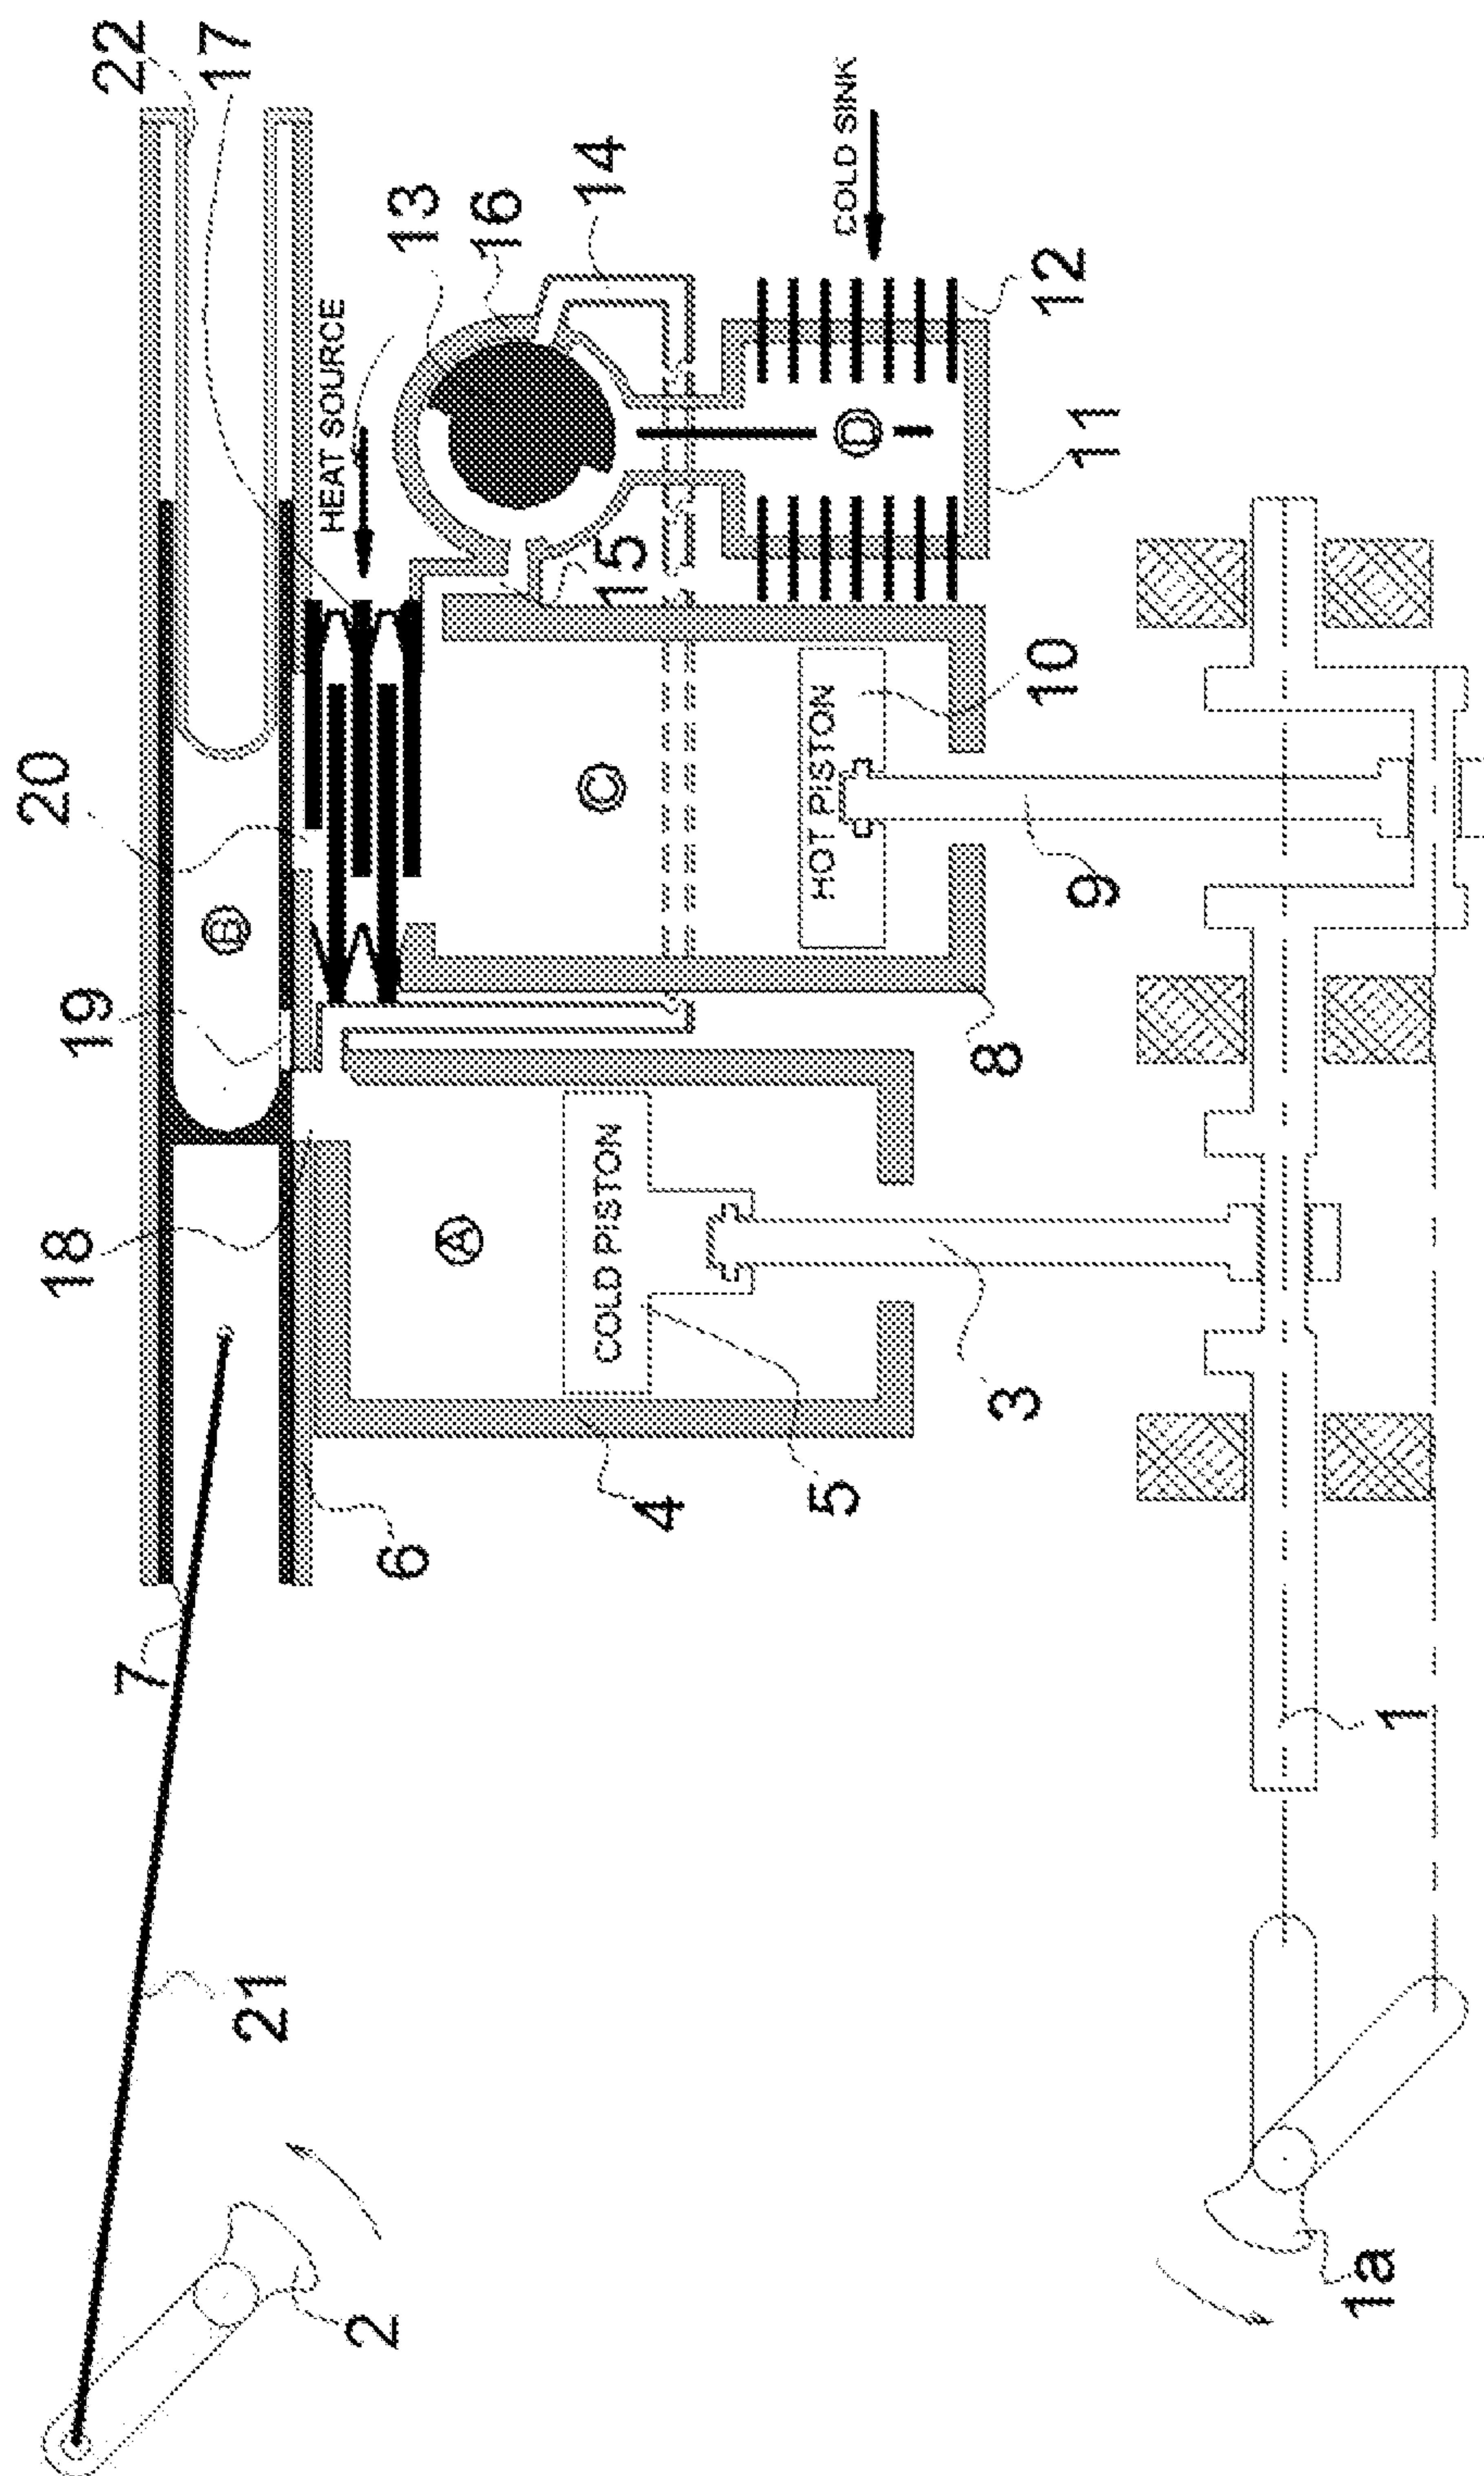 22
17
HEAT SOURCE
13
16
14
COLD SINK
12
20
B
D
11
15
19
C
HOT PISTON
10
8
9
18
A
COLD PISTON
3
5
4
6
7
1
21
2
1a